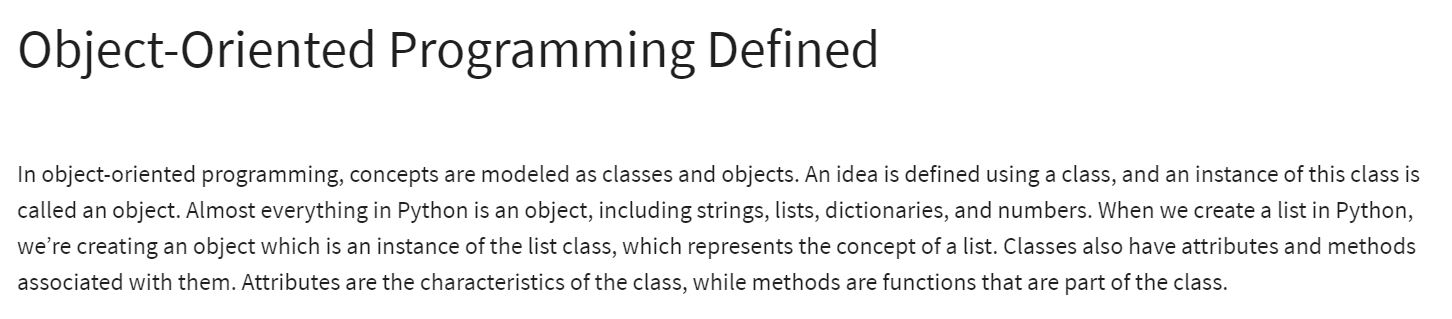 Object-Oriented Programming Defined
In object-oriented programming, concepts are modeled as classes and objects. An idea is defined using a class, and an instance of this class is
called an object. Almost everything in Python is an object, including strings, lists, dictionaries, and numbers. When we create a list in Python,
we’re creating an object which is an instance of the list class, which represents the concept of a list. Classes also have attributes and methods
associated with them. Attributes are the characteristics of the class, while methods are functions that are part of the class.